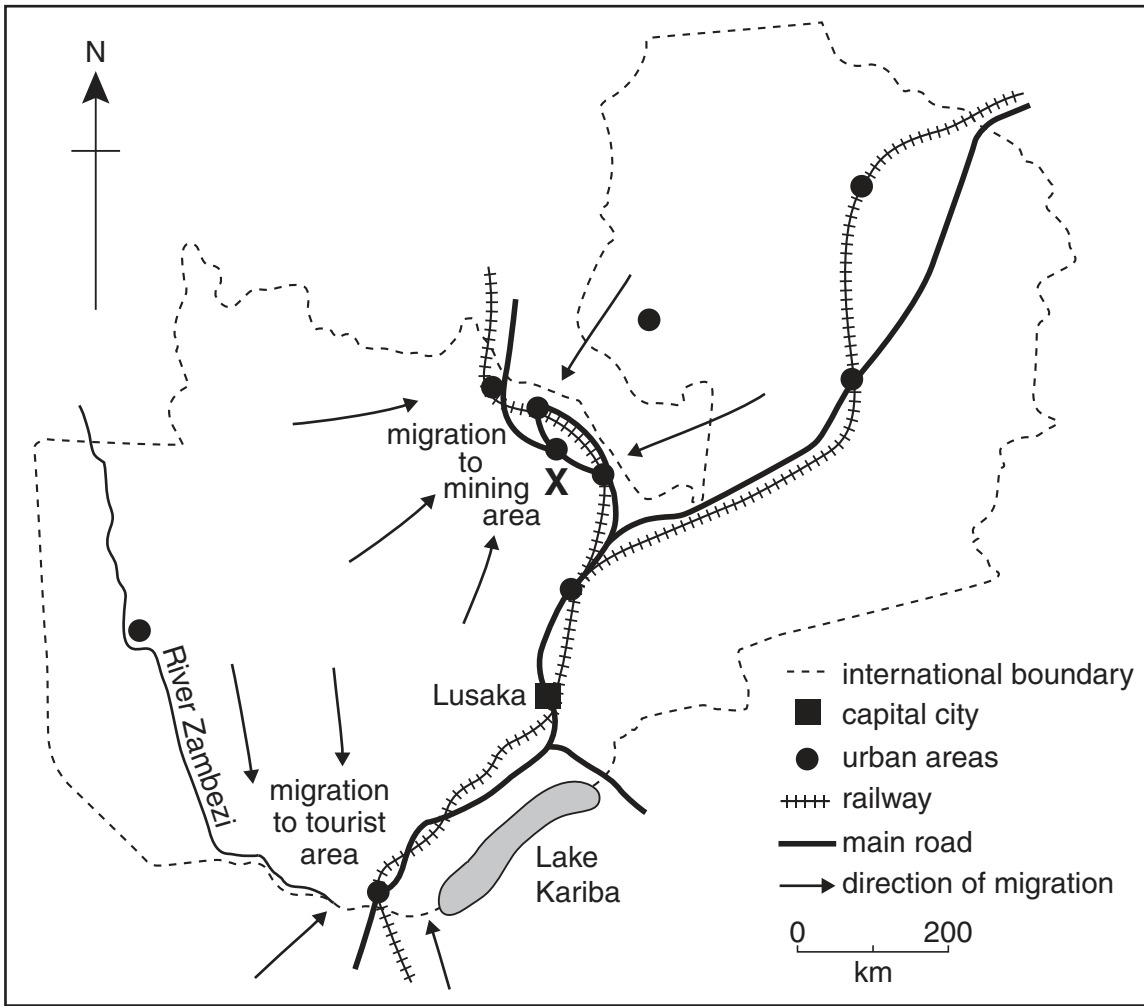 N
migration
to
mining
area
X
River Zambezi
Lusaka
migration
to tourist
area
Lake
Kariba
international boundary
capital city
urban areas
railway
main road
direction of migration
0 200
km